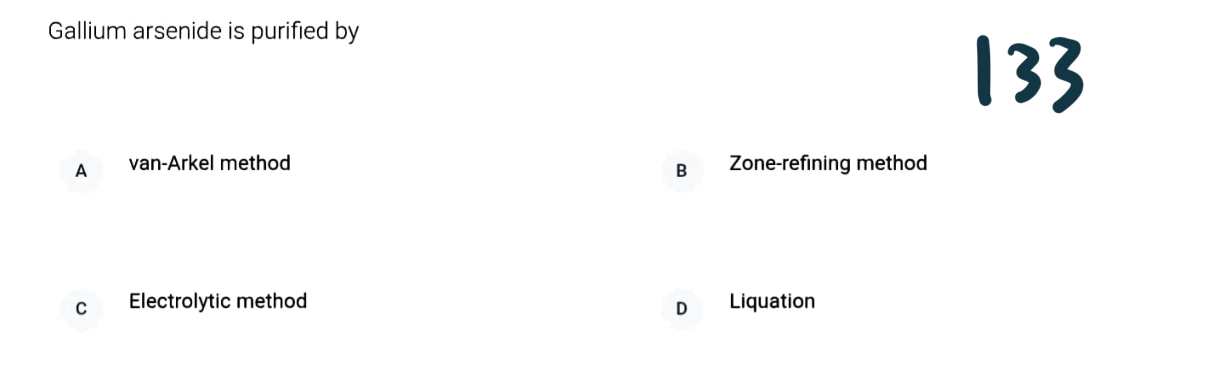 Gallium arsenide is purified by
133
A van-Arkel method
B Zone-refining method
C Electrolytic method
D Liquation